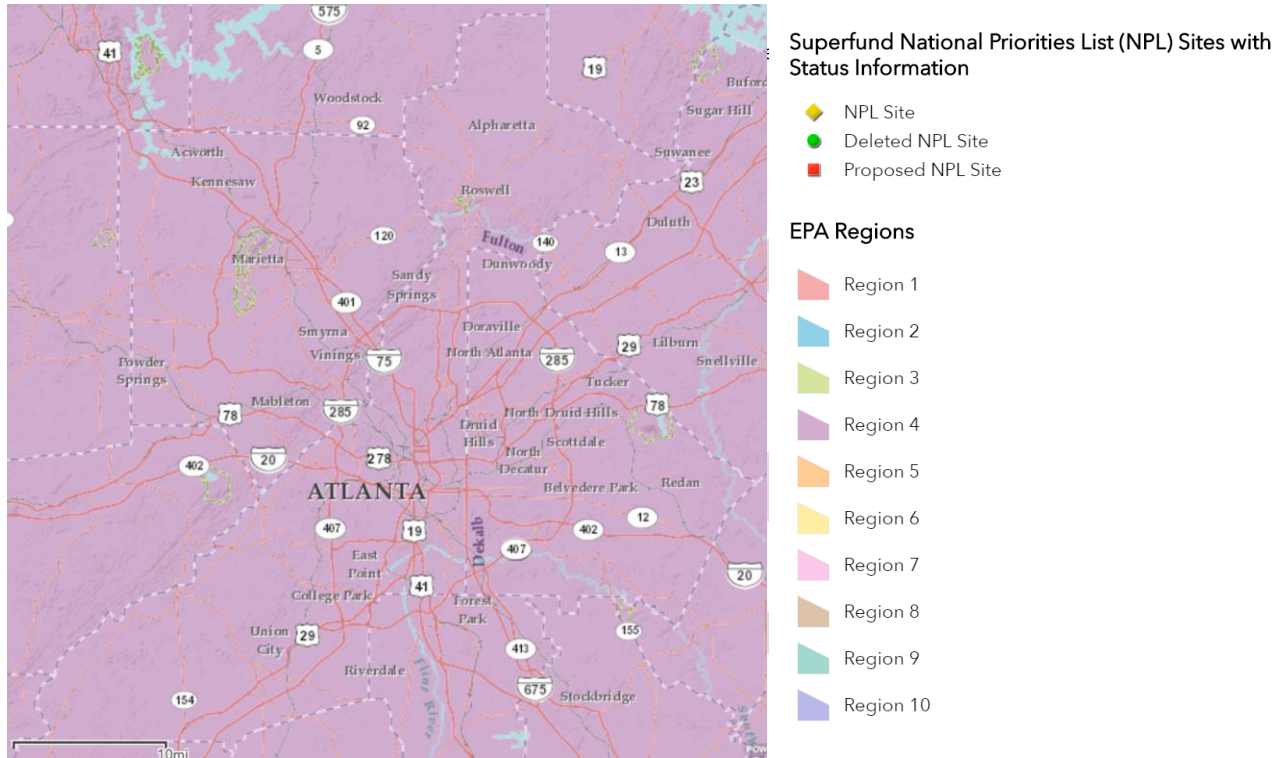 575
41
5
19
Woodstock
Buford
Sugar Hill
92
Alpharetta
Acworth
Suwanee
Kennesaw
23
Roswell
Duluth
120
Fulton
140
13
Marietta
Dunwoody
Sandy
Springs
401
Smyrna
Doraville
Vinings
75
North Atlanta
285
29
Lilburn
Snellville
Powder
Springs
Tucker
78
Mableton
285
North Druid Hills
78
Druid
Hills
Scottdale
402
20
278
North
Decatur
ATLANTA
Belvedere Park
Redan
407
19
Dekalb
407
402
12
East
Point
20
College Park
41
Forest
Park
155
Union
City
29
413
Riverdale
Flint River
675
Stockbridge
154
South
10mi
POW
Superfund National Priorities List (NPL) Sites with
Status Information
NPL Site
Deleted NPL Site
Proposed NPL Site
EPA Regions
Region 1
Region 2
Region 3
Region 4
Region 5
Region 6
Region 7
Region 8
Region 9
Region 10